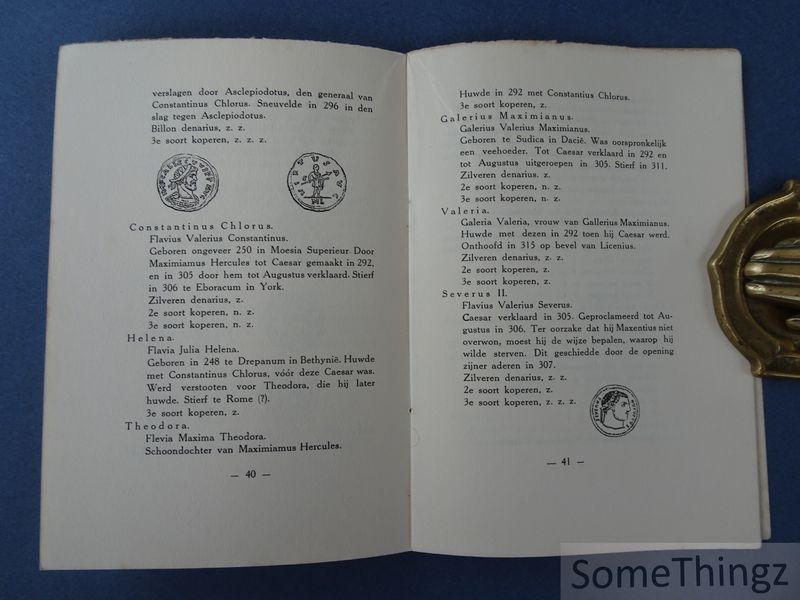 verslagen door Asclepiodotus, den generaal van
Constantinus Chlorus. Sneuvelde in 296 in den
slag tegen Asclepiodotus.
Billon denarius, z. z.
3e soort koperen, z. z. z.
Constantinus Chlorus.
Flavius Valerius Constantinus.
Geboren ongeveer 250 in Moesia Superieur Door
Maximiamus Hercules tot Caesar gemaakt in 292,
en in 305 door hem tot Augustus verklaard. Stierf
in 306 te Eboracum in York.
Zilveren denarius, z.
2e soort koperen, n. z.
3e soort koperen, n. z.
Helena.
Flavia Julia Helena.
Geboren in 248 te Drepanum in Bethynië. Huwde
met Constantinus Chlorus, vóór deze Caesar was.
Werd verstooten voor Theodora, die hij later
huwde. Stierf te Rome (?).
3e soort koperen, z.
Theodora.
Flevia Maxima Theodora.
Schoondochter van Maximiamus Hercules.
— 40 —
Huwde in 292 met Constantius Chlorus.
3e soort koperen, z.
Galerius Maximianus.
Galerius Valerius Maximianus.
Geboren te Sudica in Dacië. Was oorspronkelijk
een veehoeder. Tot Caesar verklaard in 292 en
tot Augustus uitgeroepen in 305. Stierf in 311.
Zilveren denarius. z.
2e soort koperen, n. z.
3e soort koperen, n. z.
Valeria.
Galeria Valeria, vrouw van Gallerius Maximianus.
Huwde met dezen in 292 toen hij Caesar werd.
Onthoofd in 315 op bevel van Licenius.
Zilveren denarius, z. z.
2e soort koperen, z.
3e soort koperen, z.
Severus II.
Flavius Valerius Severus.
Caesar verklaard in 305. Geproclameerd tot Au-
gustus in 306. Ter oorzake dat hij Maxentius niet
overwon, moest hij de wijze bepalen, waarop hij
wilde sterven. Dit geschiedde door de opening
zijner aderen in 307.
Zilveren denarius, z. z.
2e soort koperen, z.
3e soort koperen, z. z. z.
— 41 —
SomeThingz